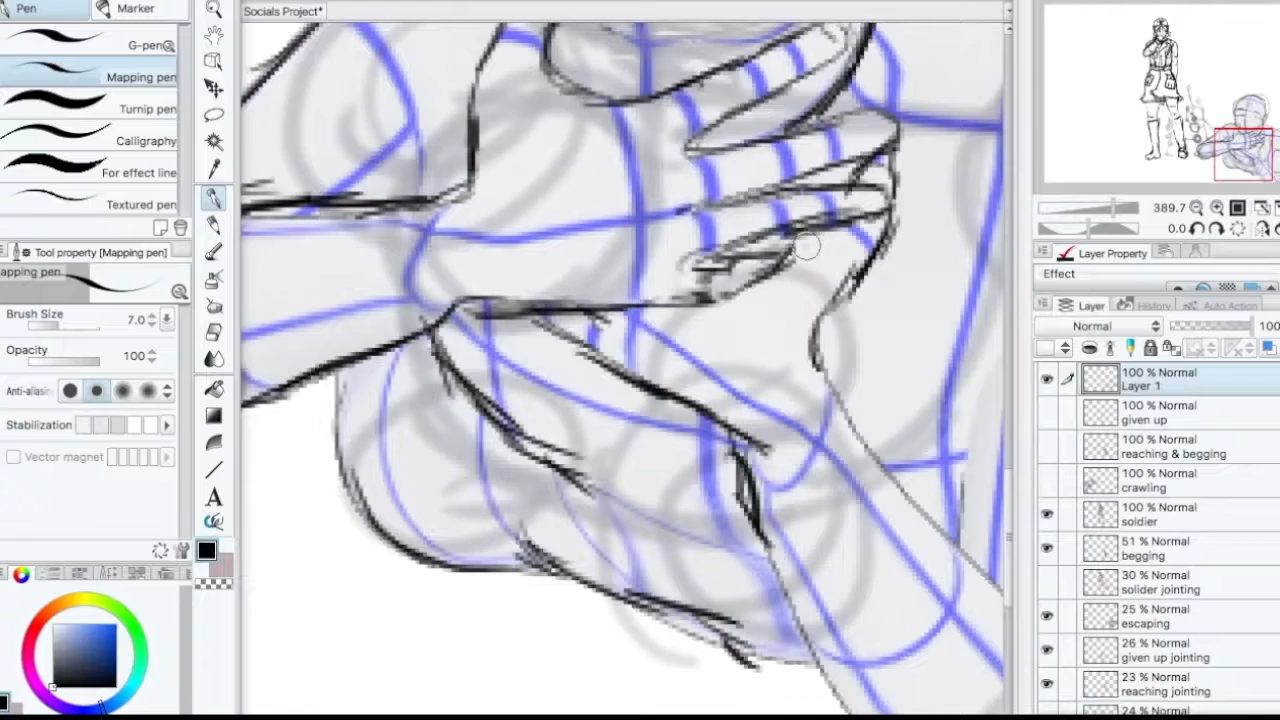 Pen
Marker
G-pen
Mapping pen
Turnip pen
Calligraphy
For effect line
Textured pen
Tool property [Mapping pen]
apping pen
Brush Size
7.0
Opacity
100
Anti-aliasin
Stabilization
Vector magnet
Socials Project*
389.7
0.0
Layer Property
Effect
Layer
History
Auto Action
Normal
100
100 % Normal
Layer 1
100 % Normal
given up
100 % Normal
reaching & begging
100 % Normal
crawling
100 % Normal
soldier
51 % Normal
begging
30 % Normal
solider jointing
25 % Normal
escaping
26 % Normal
given up jointing
23 % Normal
reaching jointing
24 % Normal